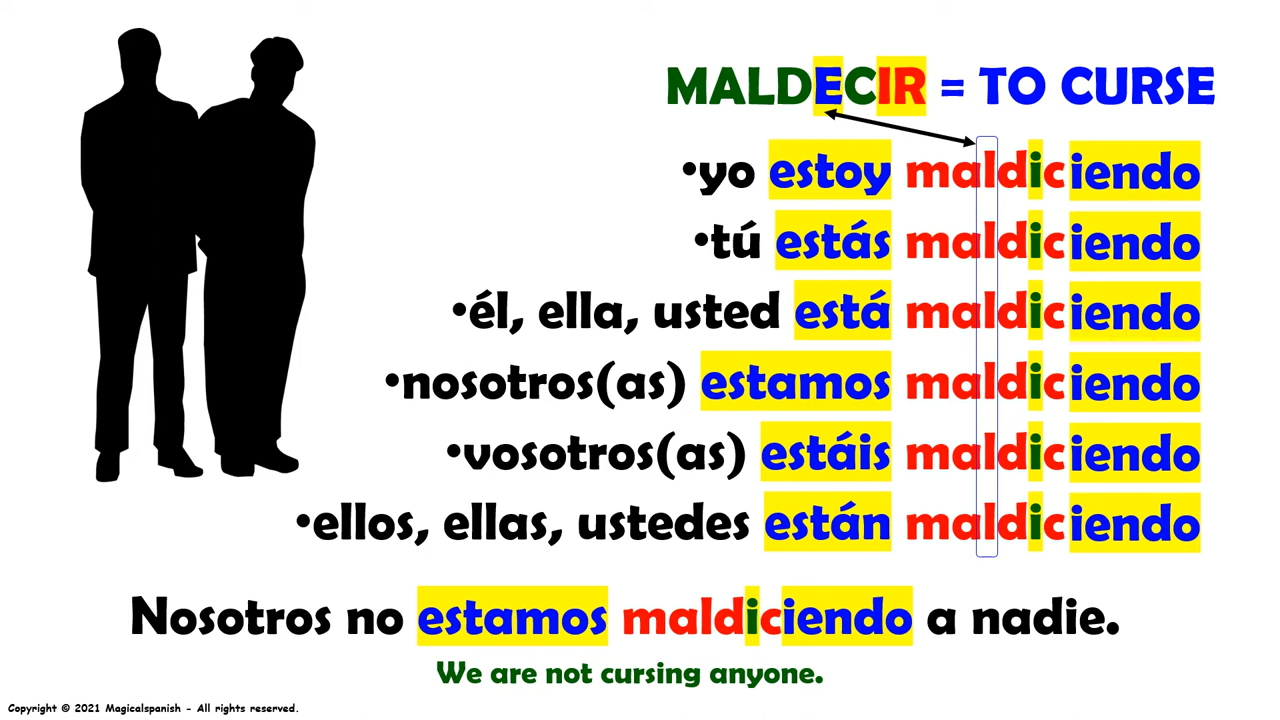 MALDECIR = TO CURSE
•yo estoy maldiciendo
•tú estás maldiciendo
•él, ella, usted está maldiciendo
•nosotros(as) estamos maldiciendo
•vosotros(as) estáis maldiciendo
•ellos, ellas, ustedes están maldiciendo
Nosotros no estamos maldiciendo a nadie.
We are not cursing anyone.
Copyright © 2021 Magicalspanish - All rights reserved.